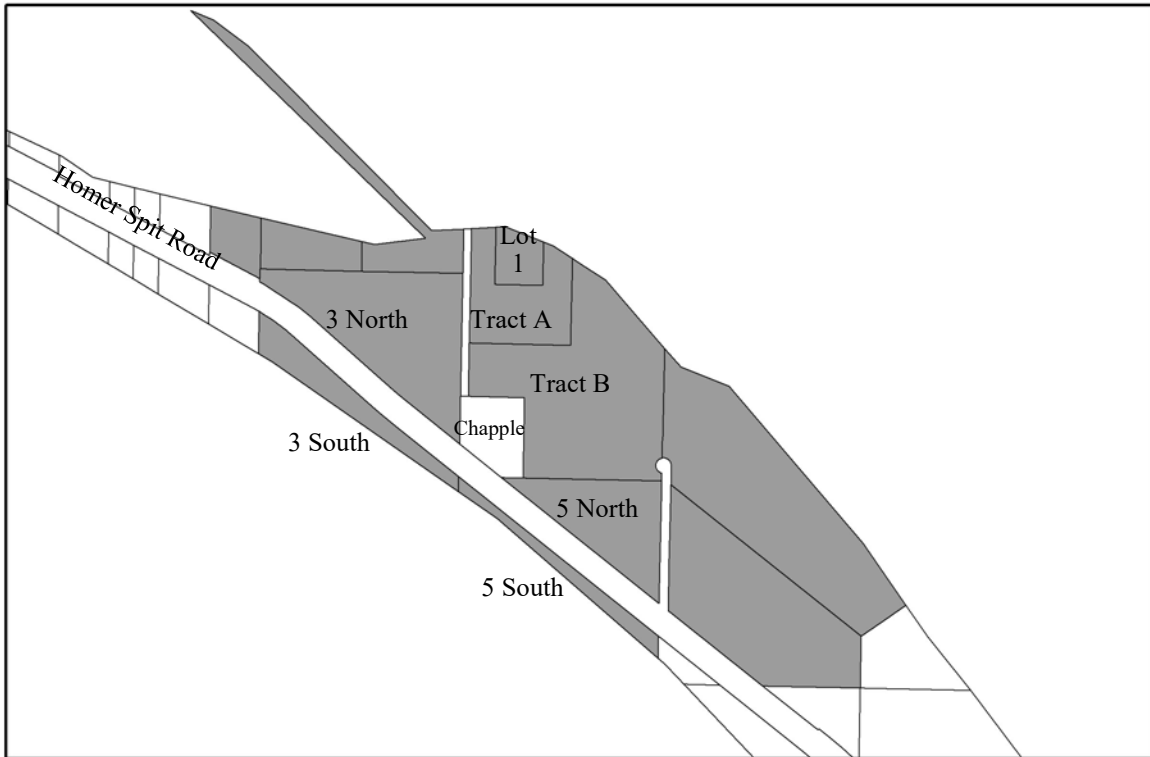 Homer Spit Road
Lot
1
3 North
Tract A
Tract B
Chapple
3 South
5 North
5 South